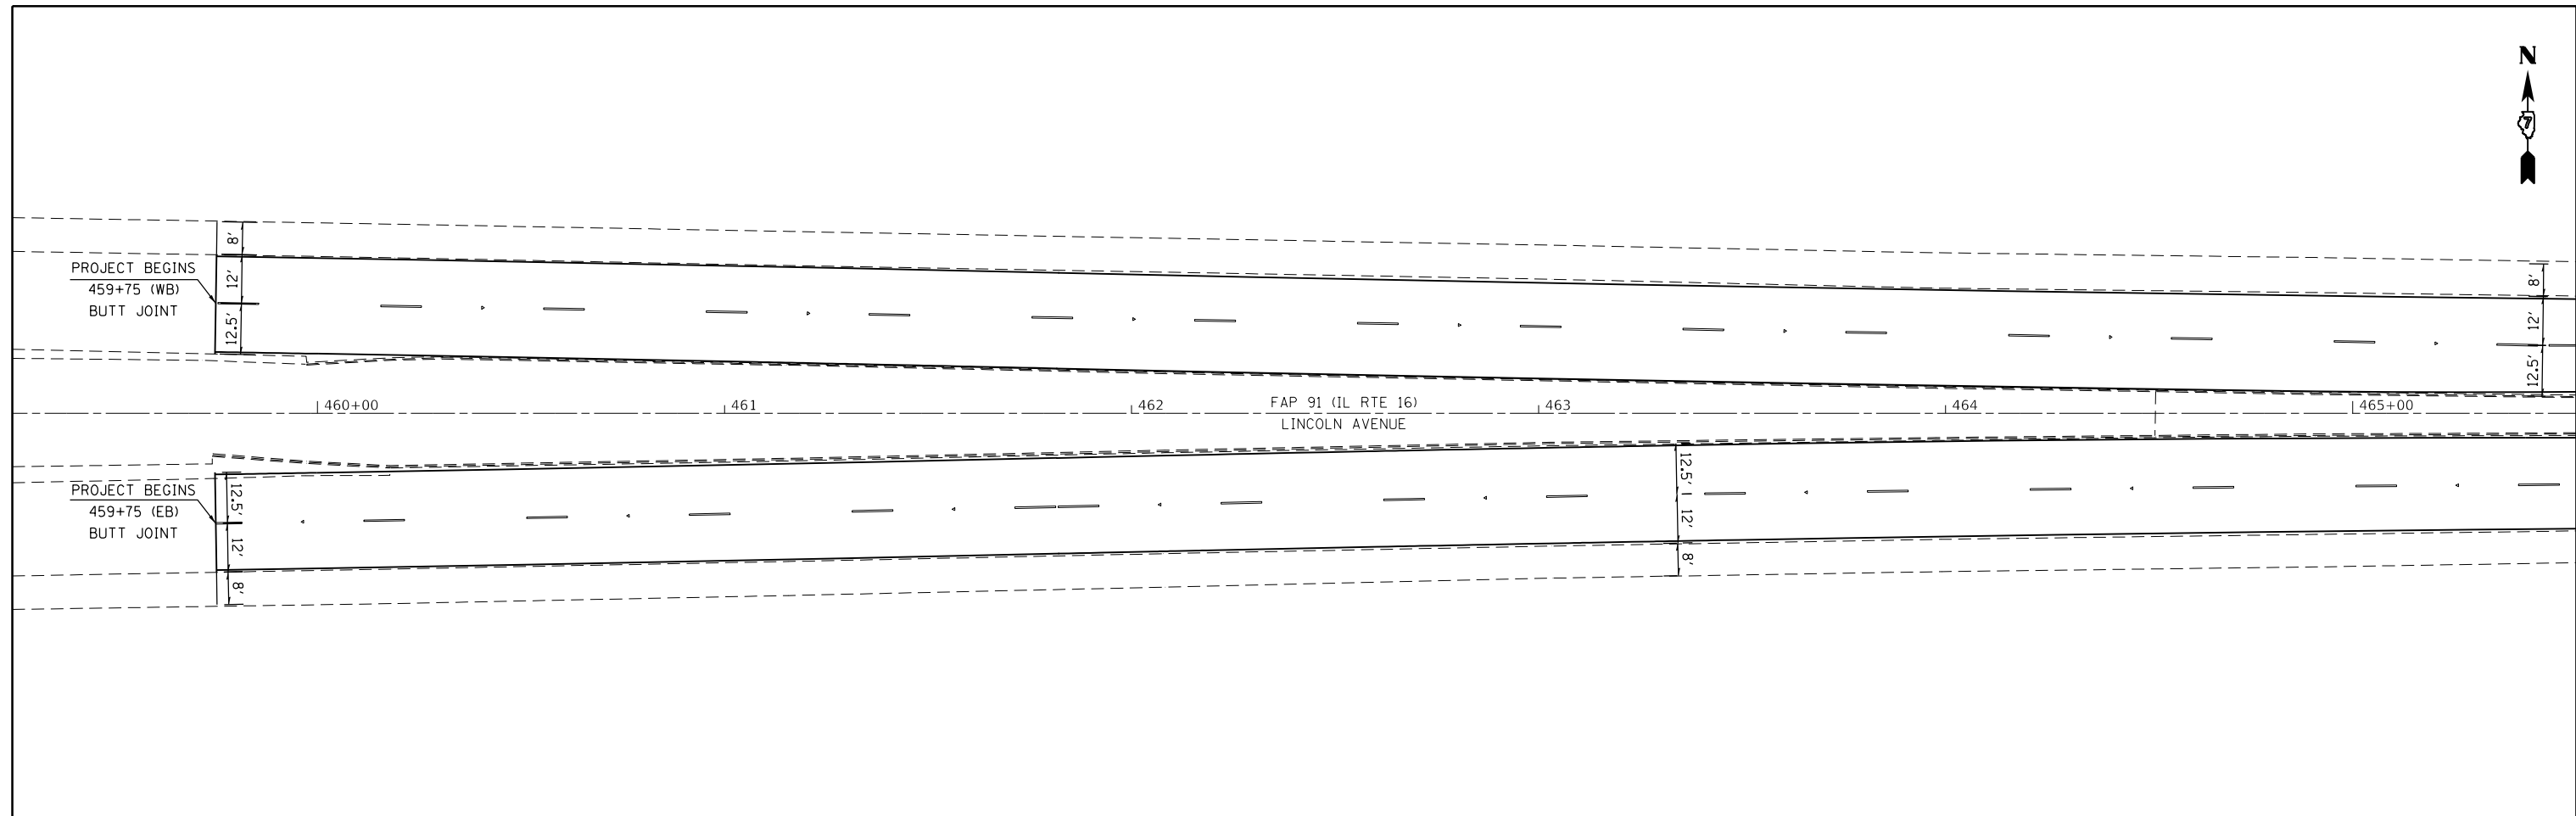 N
7
8'
12'
12.5'
PROJECT BEGINS
459+75 (WB)
BUTT JOINT
8'
12'
12.5'
460+00
461
462
FAP 91 (IL RTE 16)
LINCOLN AVENUE
463
464
465+00
PROJECT BEGINS
459+75 (EB)
BUTT JOINT
12.5'
12'
8'
12.5'
12'
8'